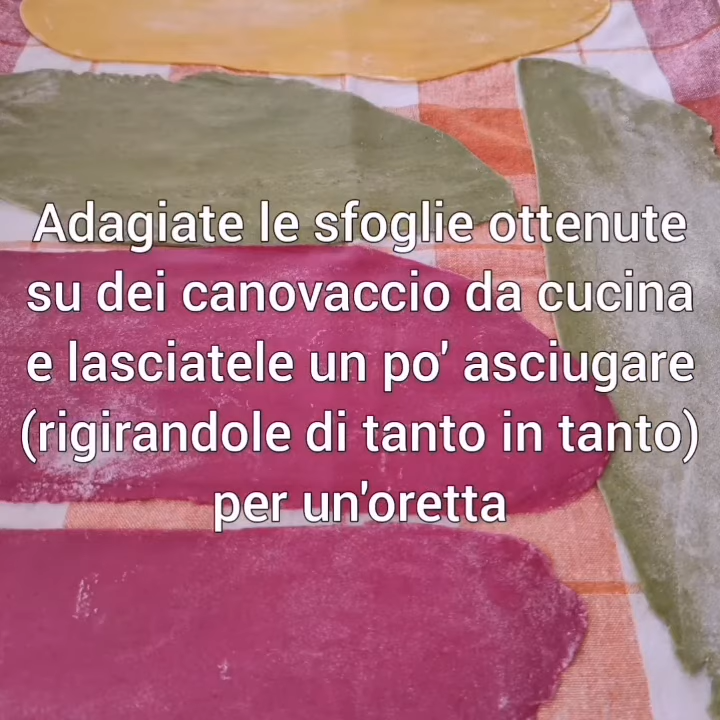 Adagiate le sfoglie ottenute
su dei canovaccio da cucina
e lasciatele un po' asciugare
(rigirandole di tanto in tanto)
per un'oretta